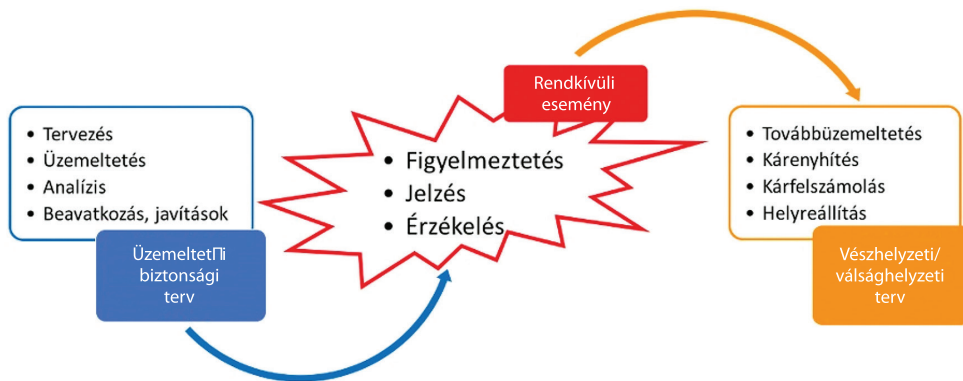 • Tervezés
• Üzemeltetés
• Analízis
• Beavatkozás, javítások
biztonsági
terv
Rendkívüli
esemény
• Figyelmeztetés
• Jelzés
• Érzékelés
• Továbbüzemeltetés
• Kárenyhítés
• Kárfelszámolás
• Helyreállítás
Vészhelyzeti/
válsághelyzeti
terv